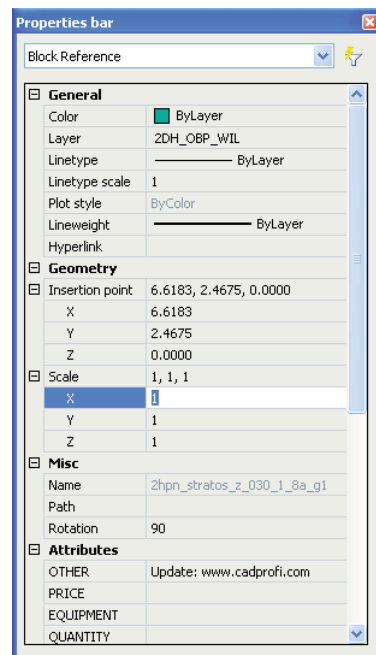 Properties bar
Block Reference
General
Color ByLayer
Layer 2DH_OBP_WIL
Linetype ByLayer
Linetype scale 1
Plot style ByColor
Lineweight ByLayer
Hyperlink
Geometry
Insertion point 6.6183, 2.4675, 0.0000
X 6.6183
Y 2.4675
Z 0.0000
Scale 1, 1, 1
X 1
Y 1
Z 1
Misc
Name 2hpn_stratos_z_030_1_8a_g1
Path
Rotation 90
Attributes
OTHER Update: www.cadprofi.com
PRICE
EQUIPMENT
QUANTITY